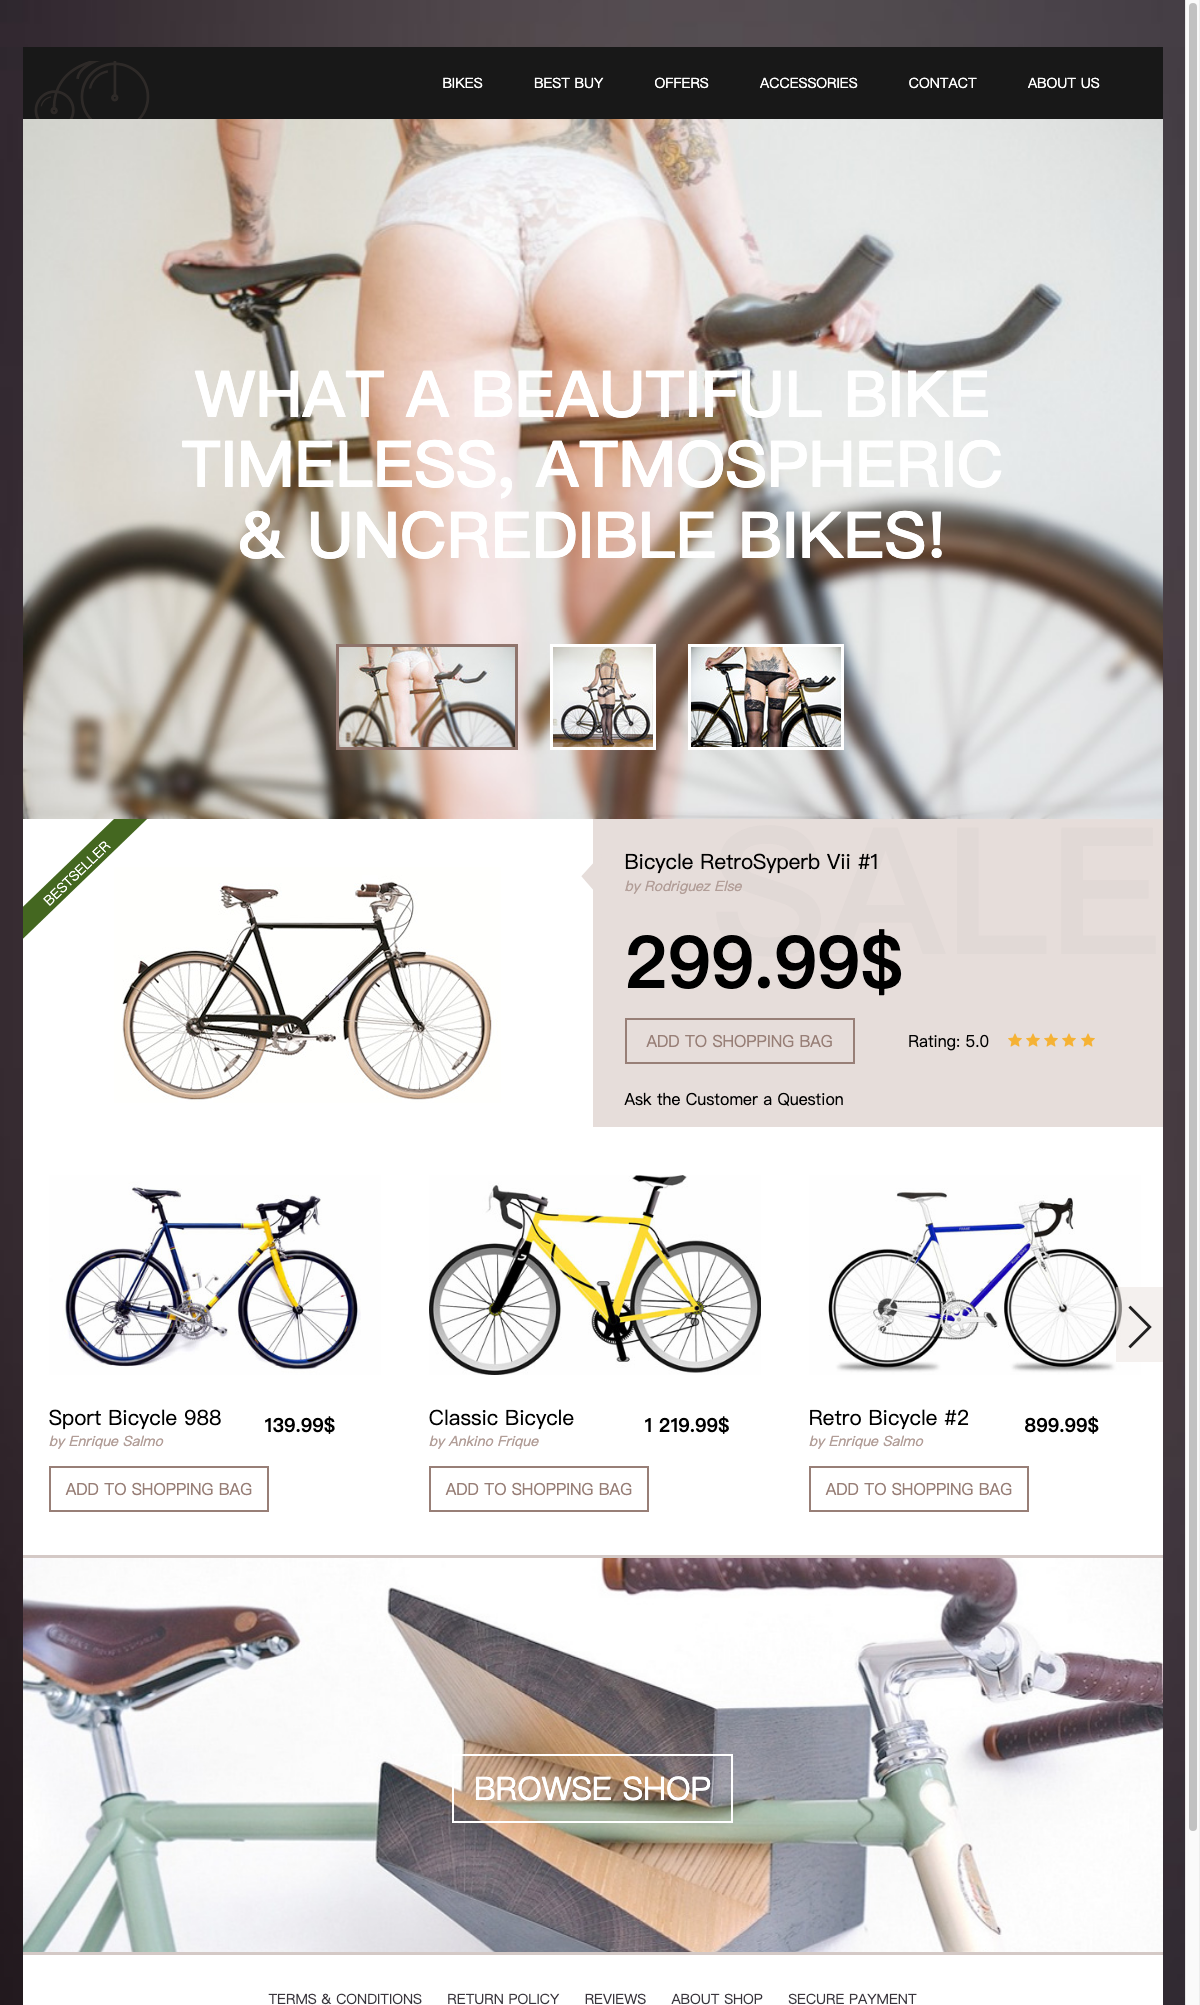 BIKES BEST BUY OFFERS ACCESSORIES CONTACT ABOUT US
WHAT A BEAUTIFUL BIKE
TIMELESS, ATMOSPHERIC
& UNCREDIBLE BIKES!
BESTSELLER
SALE
Bicycle RetroSyperb Vii #1
by Rodriguez Else
299.99$
ADD TO SHOPPING BAG Rating: 5.0
Ask the Customer a Question
Sport Bicycle 988 139.99$
by Enrique Salmo
ADD TO SHOPPING BAG
Classic Bicycle 1 219.99$
by Ankino Frique
ADD TO SHOPPING BAG
Retro Bicycle #2 899.99$
by Enrique Salmo
ADD TO SHOPPING BAG
BROWSE SHOP
TERMS & CONDITIONS RETURN POLICY REVIEWS ABOUT SHOP SECURE PAYMENT